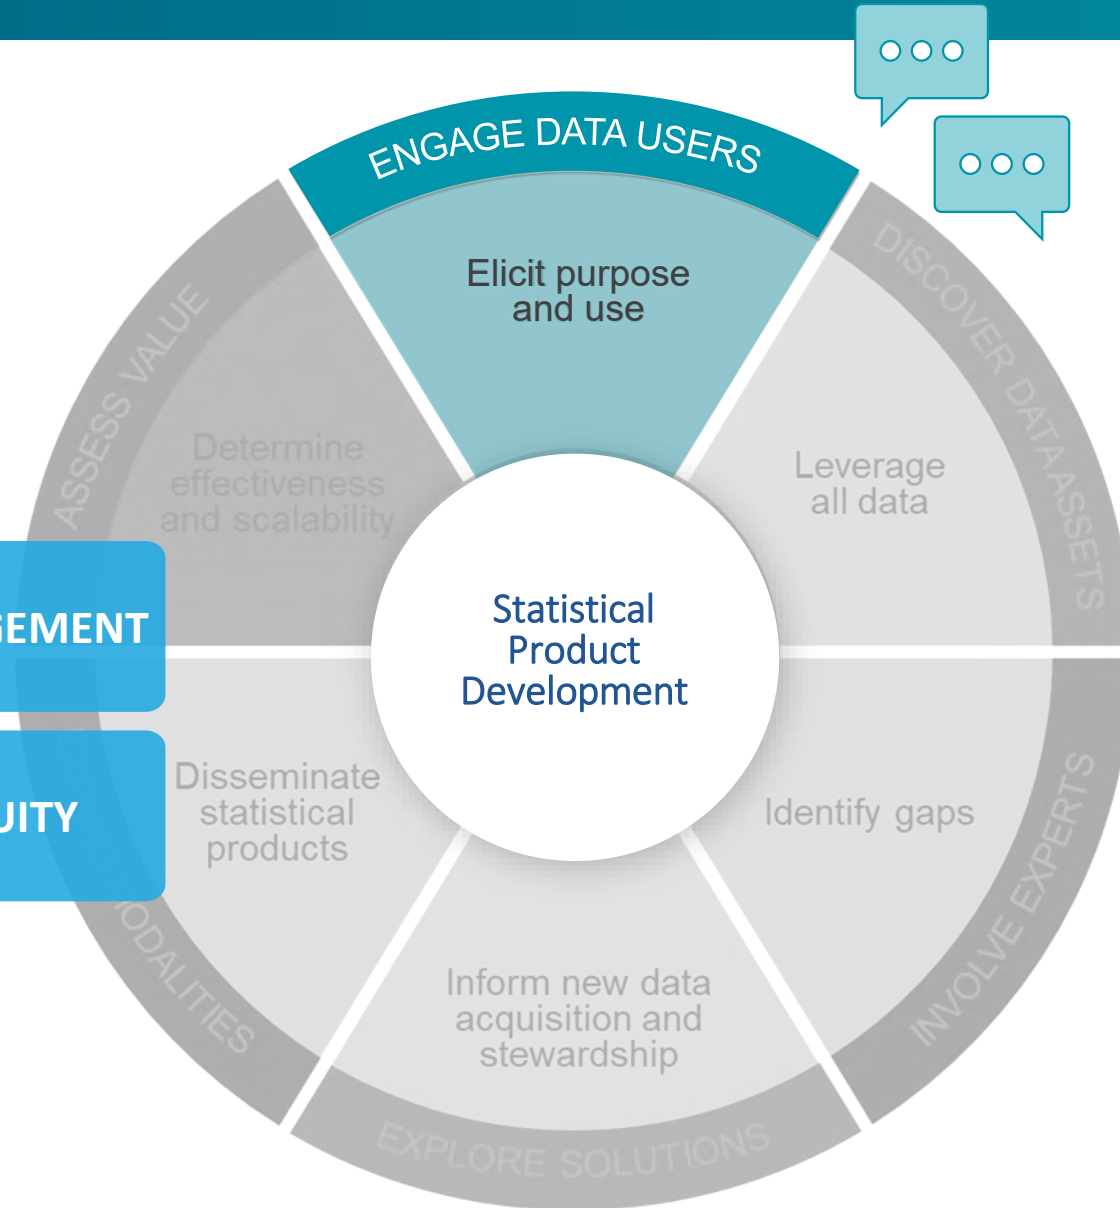 ENGAGE DATA USERS
Elicit purpose
and use
DISCOVER DATA ASSETS
Leverage
all data
INVOLVE EXPERTS
Identify gaps
EXPLORE SOLUTIONS
Inform new data
acquisition and
stewardship
MODALITIES
Disseminate
statistical
products
ASSESS VALUE
Determine
effectiveness
and scalability
Statistical
Product
Development
GEMENT
UITY